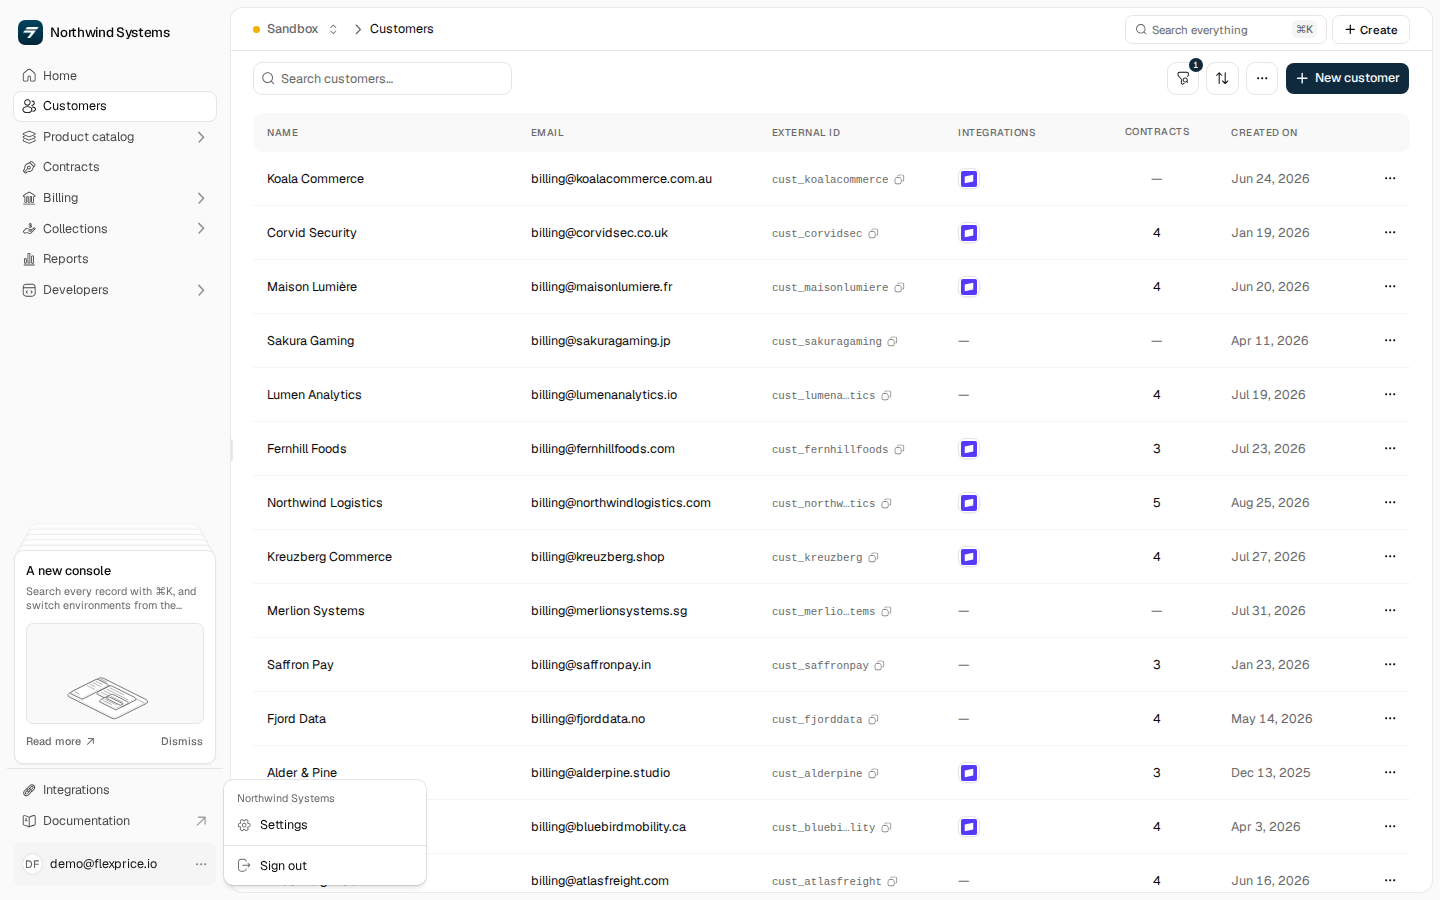 Northwind Systems
Home
Customers
Product catalog
Contracts
Billing
Collections
Reports
Developers
A new console
Search every record with ⌘K, and
switch environments from the...
Read more
Dismiss
Integrations
Documentation
DF demo@flexprice.io
Northwind Systems
Settings
Sign out
Sandbox Customers
Search everything ⌘K
Create
Search customers...
1
New customer
NAME EMAIL EXTERNAL ID INTEGRATIONS CONTRACTS CREATED ON
Koala Commerce billing@koalacommerce.com.au cust_koalacommerce — Jun 24, 2026
Corvid Security billing@corvidsec.co.uk cust_corvidsec 4 Jan 19, 2026
Maison Lumière billing@maisonlumiere.fr cust_maisonlumiere 4 Jun 20, 2026
Sakura Gaming billing@sakuragaming.jp cust_sakuragaming — — Apr 11, 2026
Lumen Analytics billing@lumenanalytics.io cust_lumena…tics — 4 Jul 19, 2026
Fernhill Foods billing@fernhillfoods.com cust_fernhillfoods 3 Jul 23, 2026
Northwind Logistics billing@northwindlogistics.com cust_northw…tics 5 Aug 25, 2026
Kreuzberg Commerce billing@kreuzberg.shop cust_kreuzberg 4 Jul 27, 2026
Merlion Systems billing@merlionsystems.sg cust_merlio…tems — — Jul 31, 2026
Saffron Pay billing@saffronpay.in cust_saffronpay — 3 Jan 23, 2026
Fjord Data billing@fjorddata.no cust_fjorddata — 4 May 14, 2026
Alder & Pine billing@alderpine.studio cust_alderpine 3 Dec 13, 2025
billing@bluebirdmobility.ca cust_bluebi…lity 4 Apr 3, 2026
billing@atlasfreight.com cust_atlasfreight — 4 Jun 16, 2026